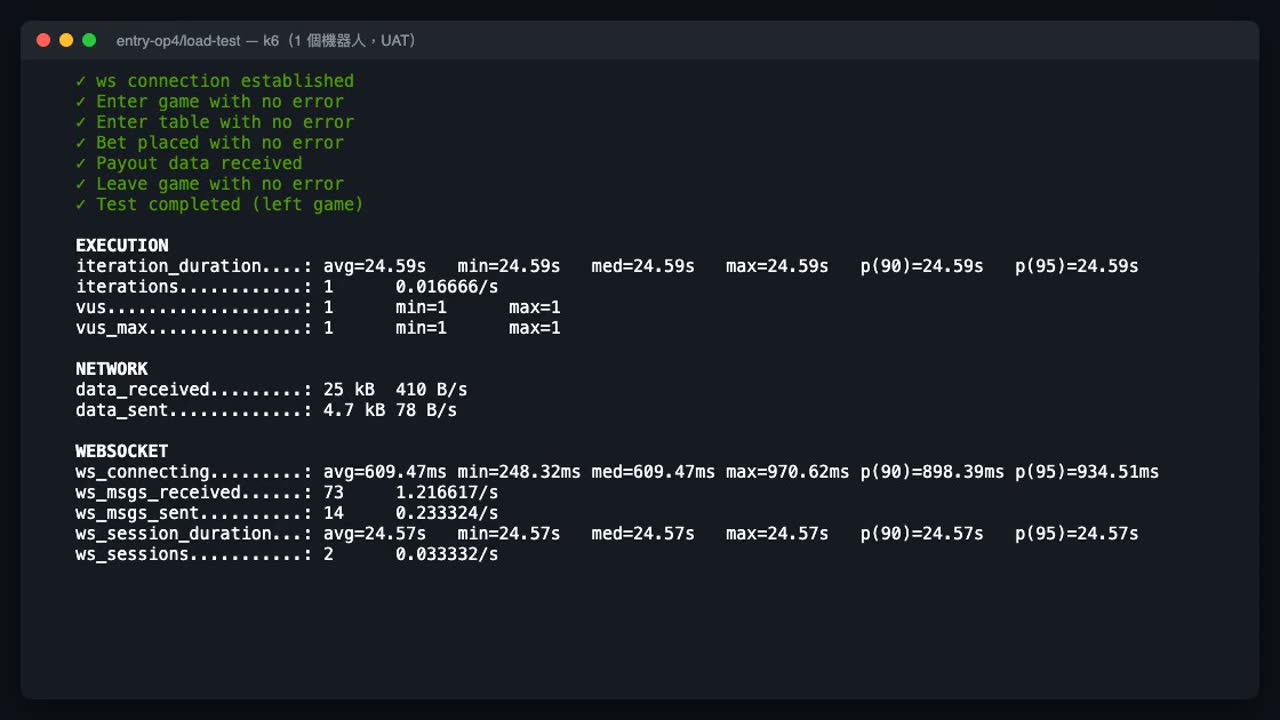 entry-op4/load-test — k6（1 個機器人，UAT）
✓ ws connection established
✓ Enter game with no error
✓ Enter table with no error
✓ Bet placed with no error
✓ Payout data received
✓ Leave game with no error
✓ Test completed (left game)
EXECUTION
iteration_duration....: avg=24.59s min=24.59s med=24.59s max=24.59s p(90)=24.59s p(95)=24.59s
iterations............: 1 0.016666/s
vus...................: 1 min=1 max=1
vus_max...............: 1 min=1 max=1
NETWORK
data_received.........: 25 kB 410 B/s
data_sent.............: 4.7 kB 78 B/s
WEBSOCKET
ws_connecting.........: avg=609.47ms min=248.32ms med=609.47ms max=970.62ms p(90)=898.39ms p(95)=934.51ms
ws_msgs_received......: 73 1.216617/s
ws_msgs_sent..........: 14 0.233324/s
ws_session_duration...: avg=24.57s min=24.57s med=24.57s max=24.57s p(90)=24.57s p(95)=24.57s
ws_sessions...........: 2 0.033332/s